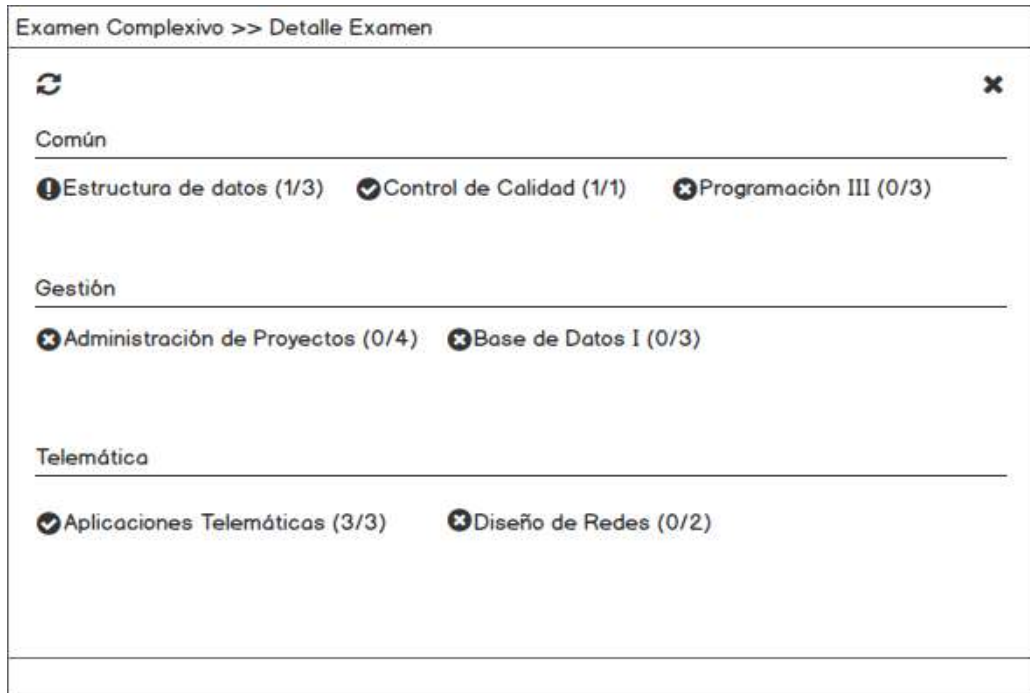 Examen Complexivo >> Detalle Examen
Común
Estructura de datos (1/3) Control de Calidad (1/1) Programación III (0/3)
Gestión
Administración de Proyectos (0/4) Base de Datos I (0/3)
Telemática
Aplicaciones Telemáticas (3/3) Diseño de Redes (0/2)